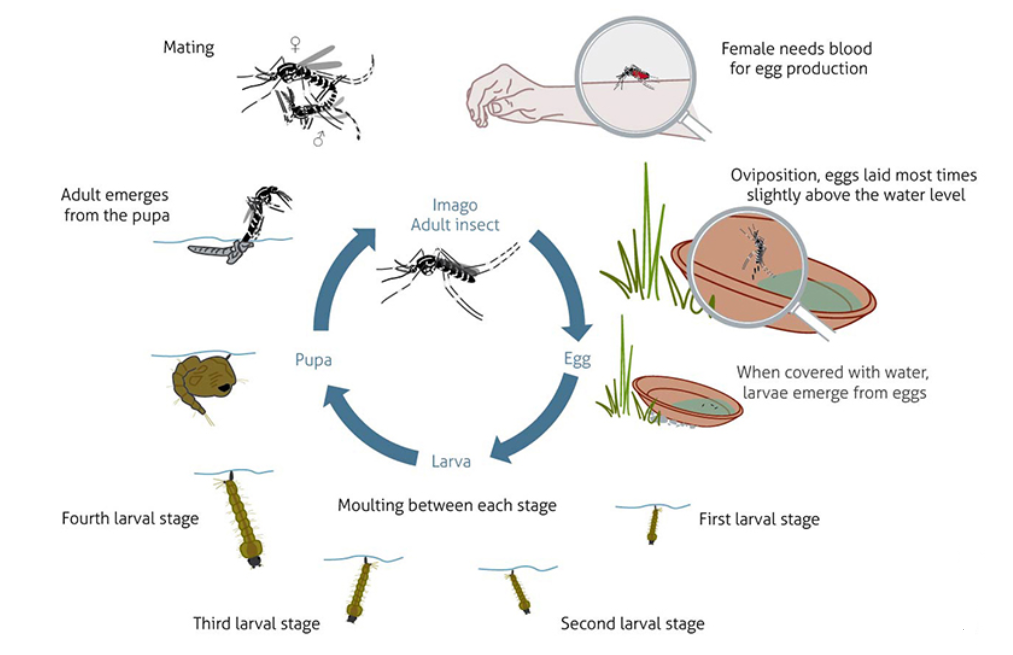 Mating
♀
♂
Female needs blood
for egg production
Adult emerges
from the pupa
Imago
Adult insect
Oviposition, eggs laid most times
slightly above the water level
Pupa
Egg
When covered with water,
larvae emerge from eggs
Larva
Moulting between each stage
Fourth larval stage
First larval stage
Third larval stage
Second larval stage